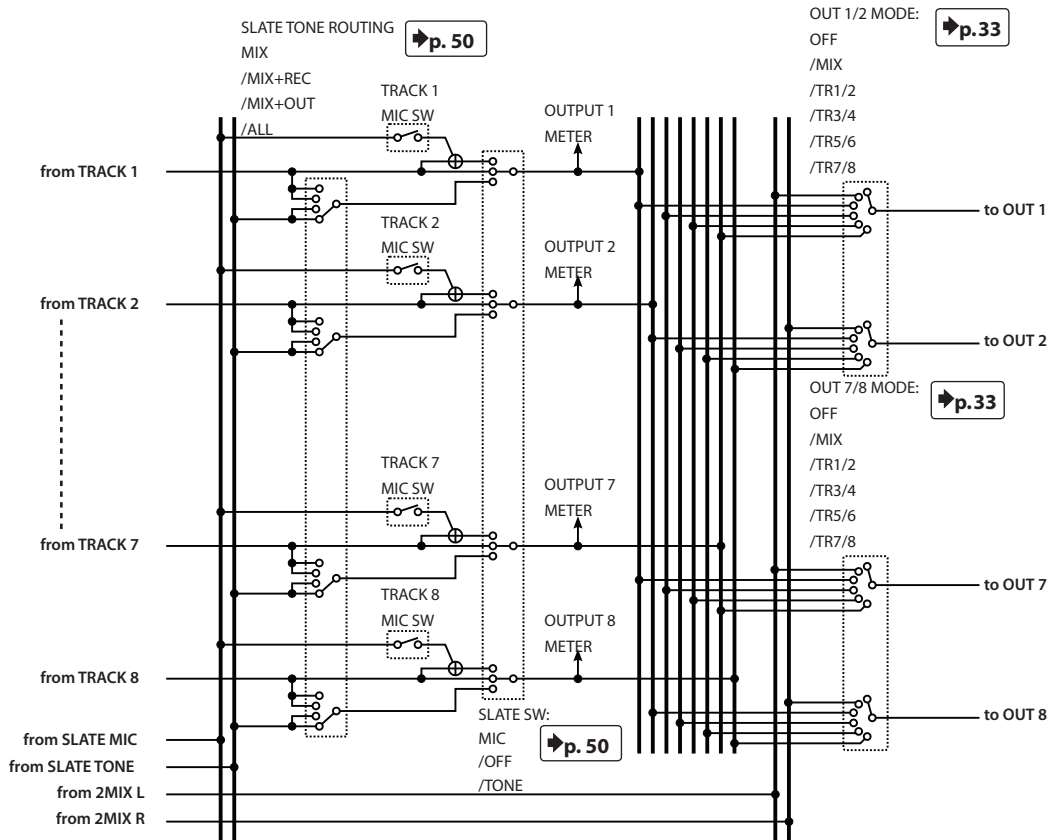 SLATE TONE ROUTING
MIX
/MIX+REC
/MIX+OUT
/ALL
p. 50
OUT 1/2 MODE:
OFF
/MIX
/TR1/2
/TR3/4
/TR5/6
/TR7/8
p.33
TRACK 1
MIC SW
OUTPUT 1
METER
from TRACK 1
to OUT 1
TRACK 2
MIC SW
OUTPUT 2
METER
from TRACK 2
to OUT 2
OUT 7/8 MODE:
OFF
/MIX
/TR1/2
/TR3/4
/TR5/6
/TR7/8
p.33
TRACK 7
MIC SW
OUTPUT 7
METER
from TRACK 7
to OUT 7
TRACK 8
MIC SW
OUTPUT 8
METER
from TRACK 8
to OUT 8
SLATE SW:
MIC
/OFF
/TONE
p. 50
from SLATE MIC
from SLATE TONE
from 2MIX L
from 2MIX R